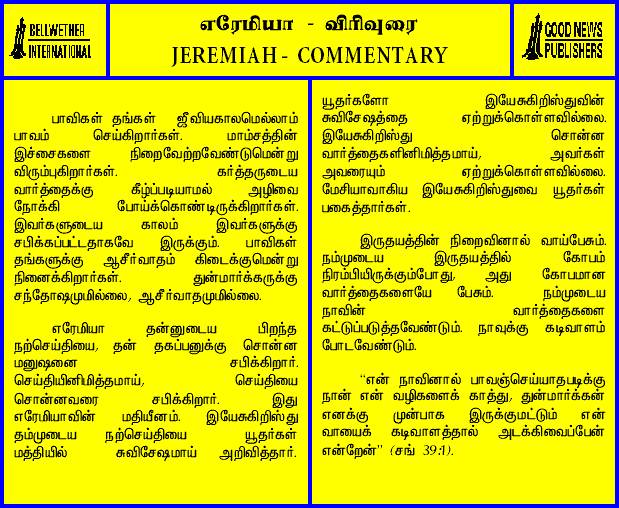 BELLWETHER
INTERNATIONAL
எரேமியா - விரிவுரை
JEREMIAH - COMMENTARY
GOOD NEWS
PUBLISHERS
பாவிகள் தங்கள் ஜீவியகாலமெல்லாம்
பாவம் செய்கிறார்கள். மாம்சத்தின்
இச்சைகளை நிறைவேற்றவேண்டுமென்று
விரும்புகிறார்கள். கர்த்தருடைய
வார்த்தைக்கு கீழ்ப்படியாமல் அழிவை
நோக்கி போய்க்கொண்டிருக்கிறார்கள்.
இவர்களுடைய காலம் இவர்களுக்கு
சபிக்கப்பட்டதாகவே இருக்கும். பாவிகள்
தங்களுக்கு ஆசீர்வாதம் கிடைக்குமென்று
நினைக்கிறார்கள். துன்மார்க்கருக்கு
சந்தோஷமுமில்லை, ஆசீர்வாதமுமில்லை.
எரேமியா தன்னுடைய பிறந்த
நற்செய்தியை, தன் தகப்பனுக்கு சொன்ன
மனுஷனை சபிக்கிறார்.
செய்தியினிமித்தமாய், செய்தியை
சொன்னவரை சபிக்கிறார். இது
எரேமியாவின் மதியீனம். இயேசுகிறிஸ்து
தம்முடைய நற்செய்தியை யூதர்கள்
மத்தியில் சுவிசேஷமாய் அறிவித்தார்.
யூதர்களோ இயேசுகிறிஸ்துவின்
சுவிசேஷத்தை ஏற்றுக்கொள்ளவில்லை.
இயேசுகிறிஸ்து சொன்ன
வார்த்தைகளினிமித்தமாய், அவர்கள்
அவரையும் ஏற்றுக்கொள்ளவில்லை.
மேசியாவாகிய இயேசுகிறிஸ்துவை யூதர்கள்
பகைத்தார்கள்.
இருதயத்தின் நிறைவினால் வாய்பேசும்.
நம்முடைய இருதயத்தில் கோபம்
நிரம்பியிருக்கும்போது, அது கோபமான
வார்த்தைகளையே பேசும். நம்முடைய
நாவின் வார்த்தைகளை
கட்டுப்படுத்தவேண்டும். நாவுக்கு கடிவாளம்
போடவேண்டும்.
“என் நாவினால் பாவஞ்செய்யாதபடிக்கு
நான் என் வழிகளைக் காத்து, துன்மார்க்கன்
எனக்கு முன்பாக இருக்குமட்டும் என்
வாயைக் கடிவாளத்தால் அடக்கிவைப்பேன்
என்றேன்” (சங் 39:1).